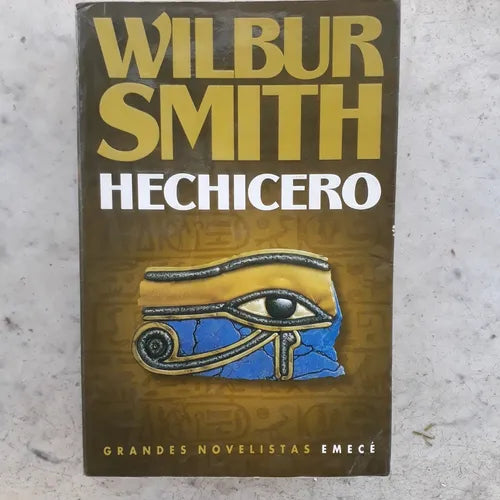 WILBUR
SMITH
HECHICERO
GRANDES NOVELISTAS EMECÉ